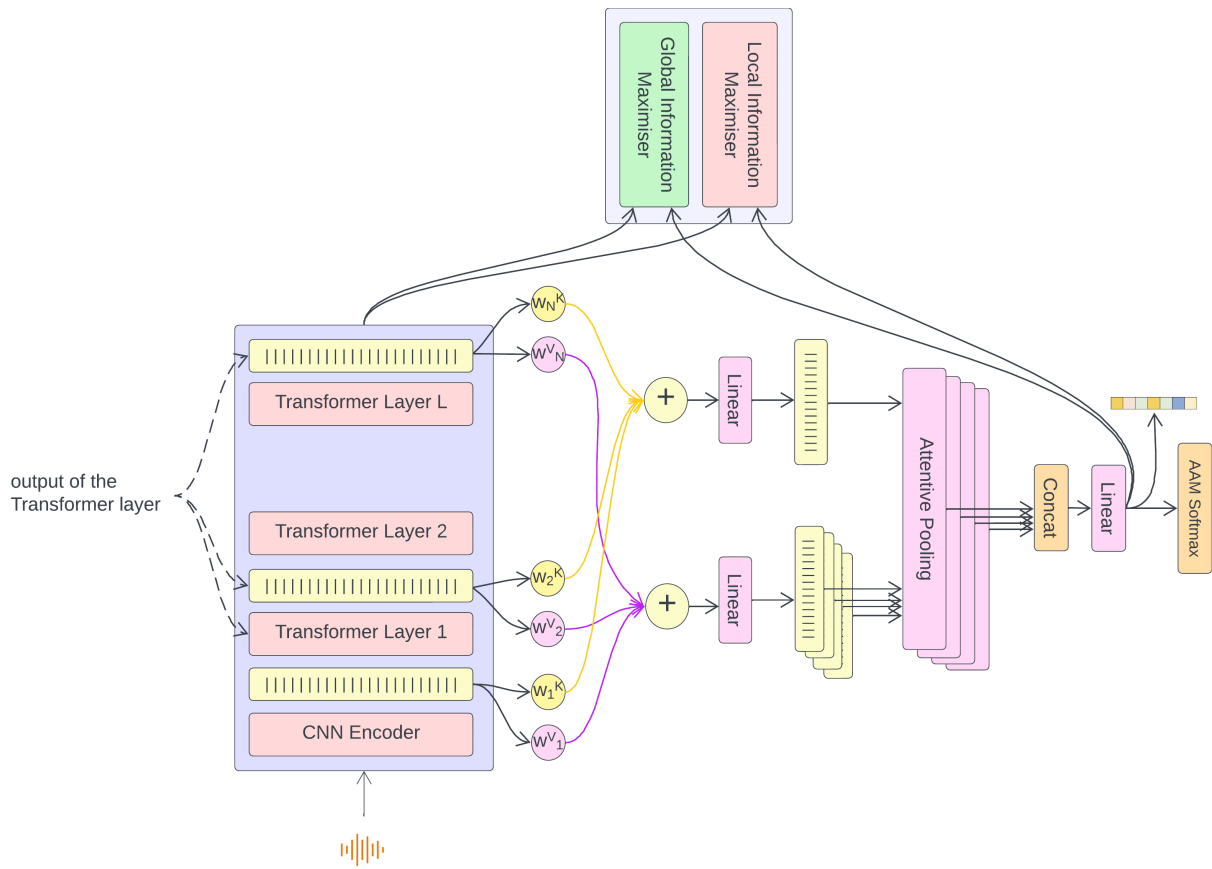 Global Information
Maximiser
Local Information
Maximiser
w_N^K
w^V_N
Transformer Layer L
output of the
Transformer layer
Transformer Layer 2
w_2^K
w^V_2
Transformer Layer 1
w_1^K
w^V_1
CNN Encoder
+
Linear
+
Linear
Attentive Pooling
Concat
Linear
AAM Softmax